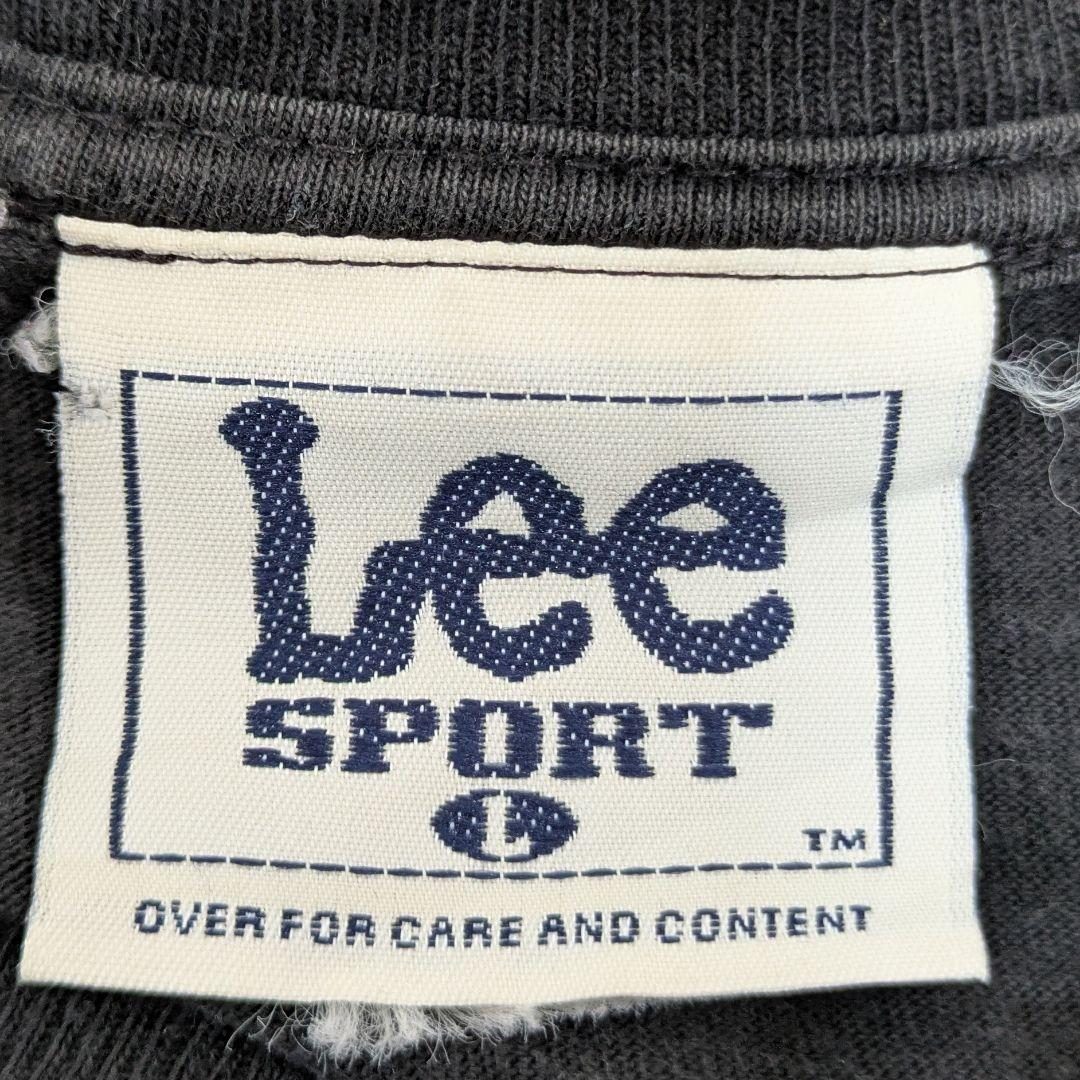 Lee
SPORT
L
TM
OVER FOR CARE AND CONTENT